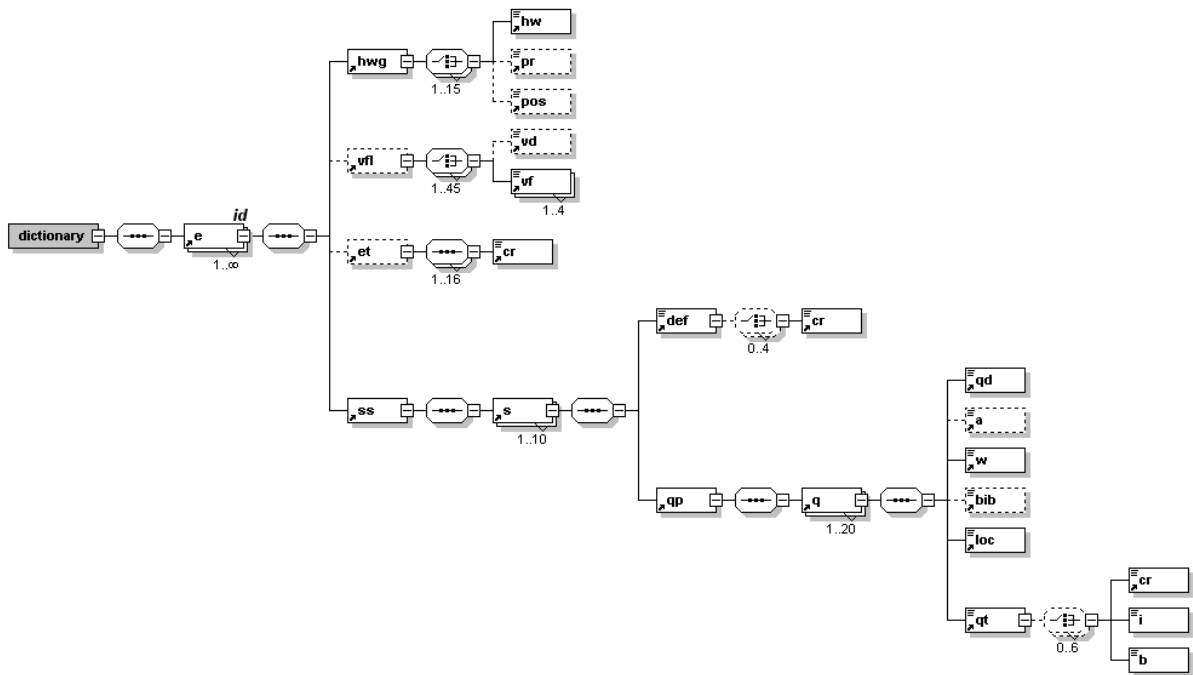 hw
hwg
pr
1..15
pos
vd
vfl
vf
1..45
1..4
id
dictionary
e
1..∞
et
cr
1..16
def
cr
0..4
qd
ss
s
a
1..10
w
qp
q
bib
1..20
loc
cr
qt
i
0..6
b